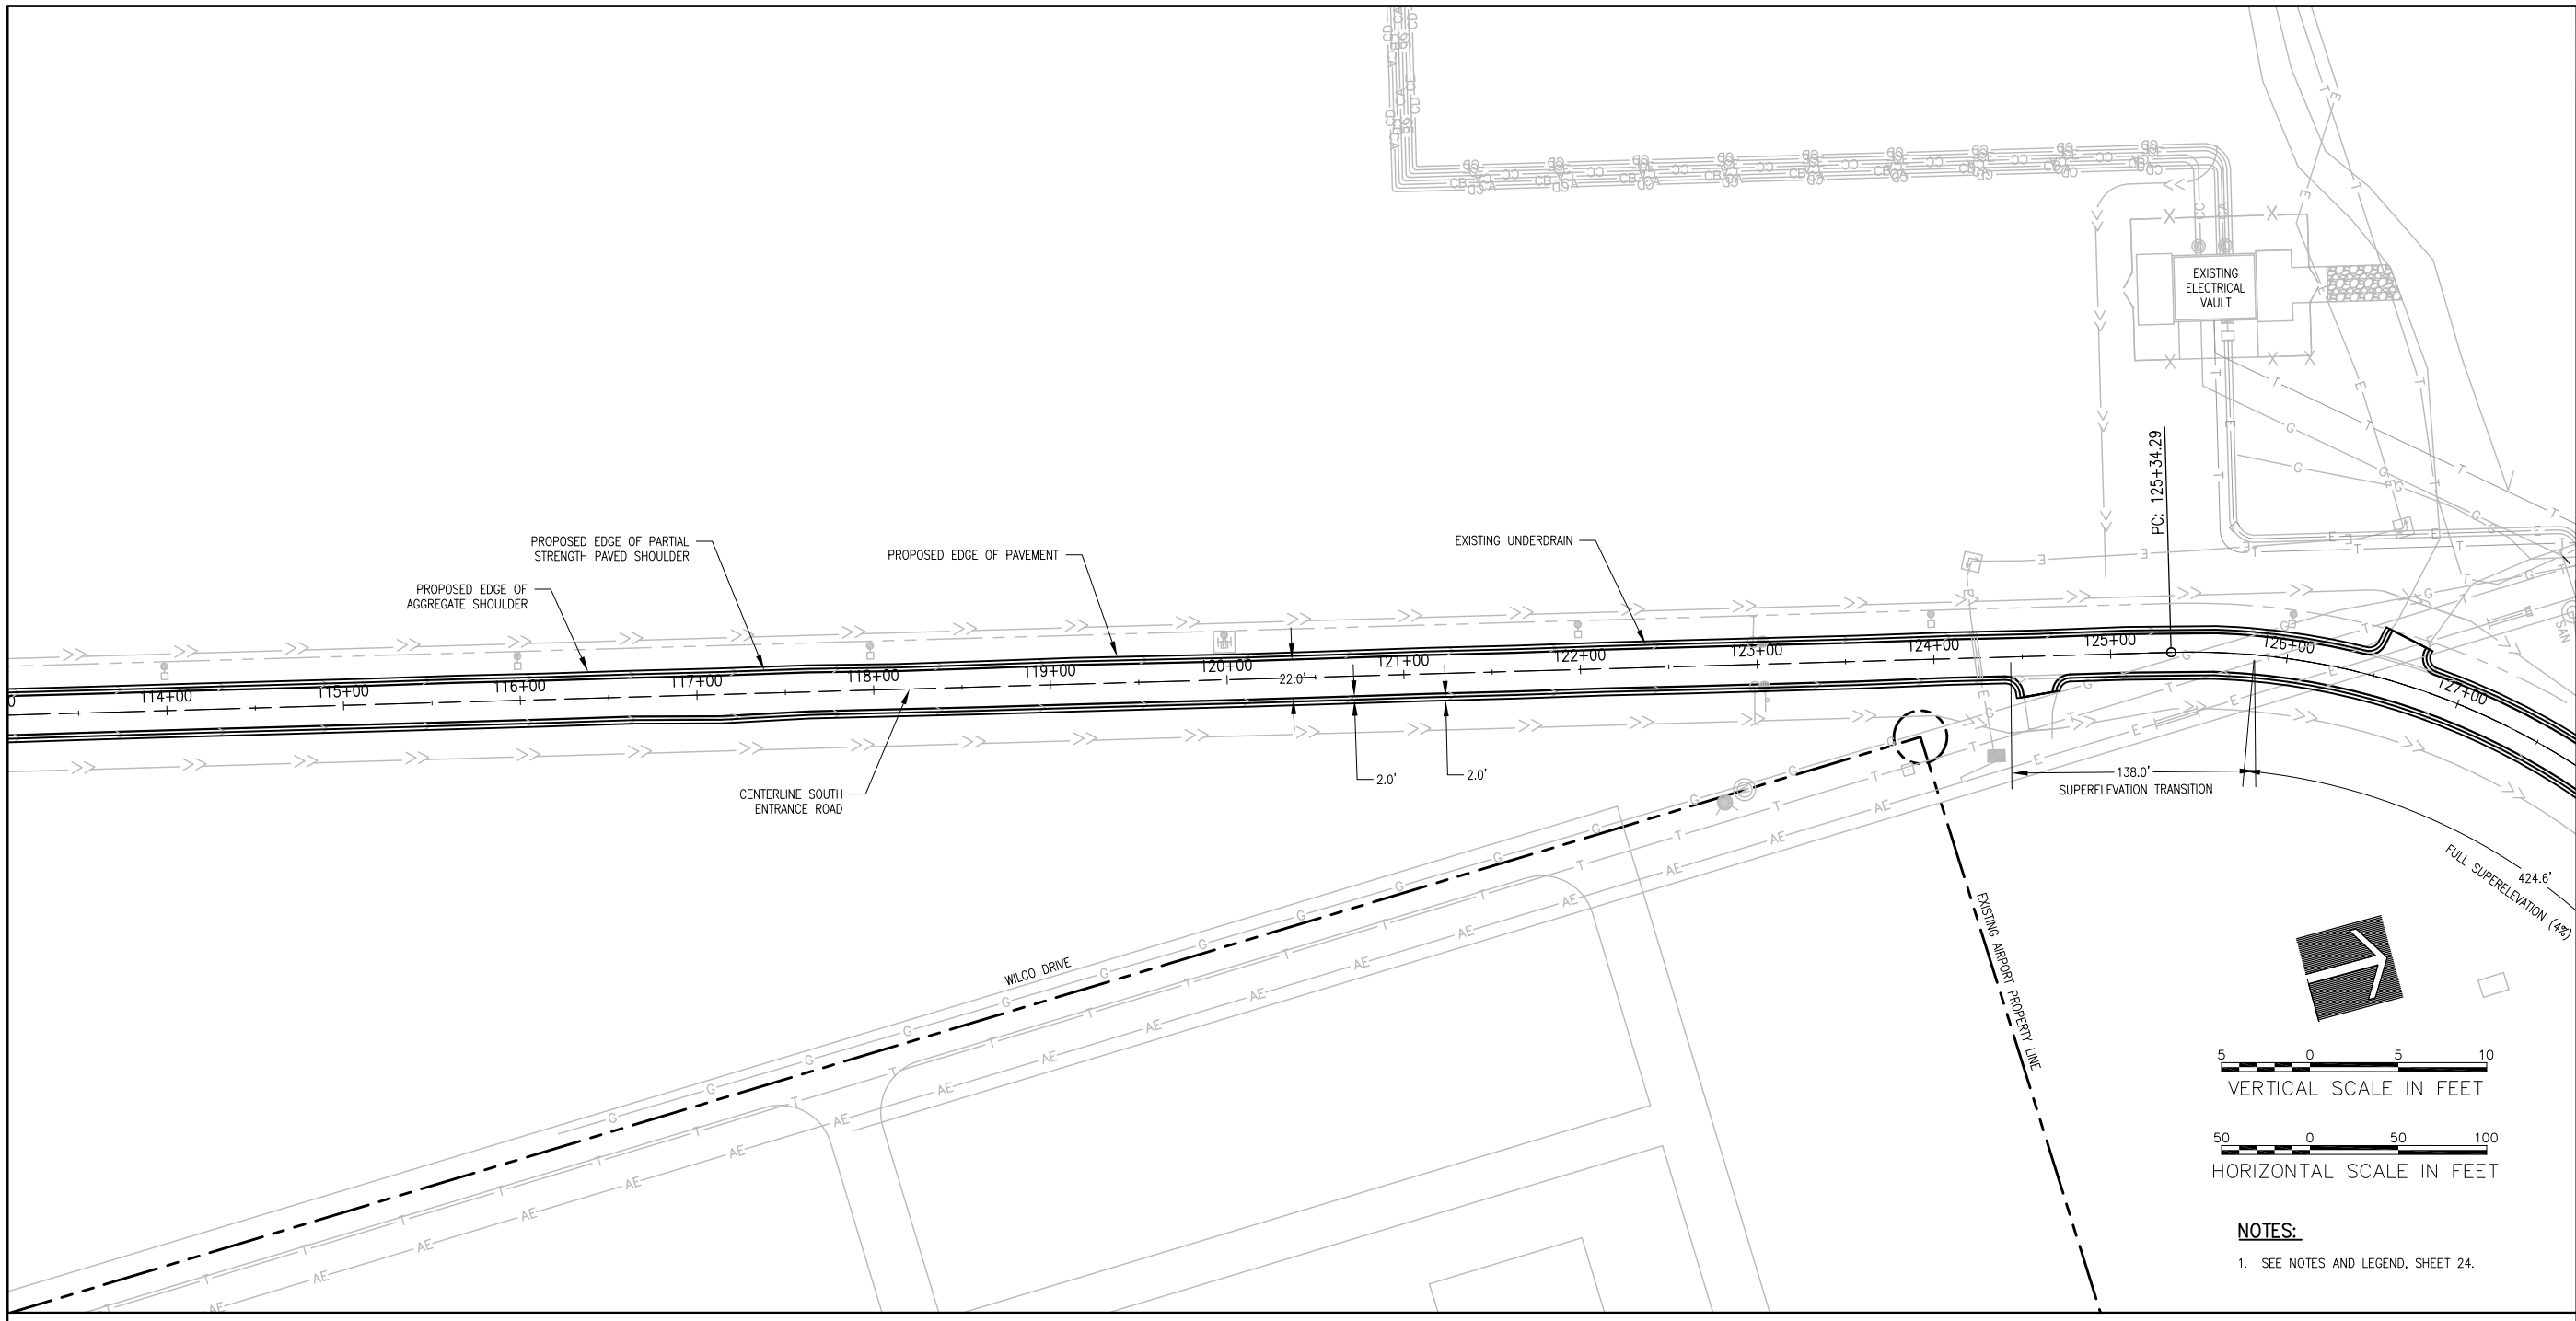 EXISTING
ELECTRICAL
VAULT
PC: 125+34.29
PROPOSED EDGE OF PARTIAL
STRENGTH PAVED SHOULDER
PROPOSED EDGE OF PAVEMENT
EXISTING UNDERDRAIN
PROPOSED EDGE OF
AGGREGATE SHOULDER
0
114+00
115+00
116+00
117+00
118+00
119+00
120+00
121+00
122+00
123+00
124+00
125+00
126+00
127+00
22.0'
2.0'
2.0'
CENTERLINE SOUTH
ENTRANCE ROAD
138.0'
SUPERELEVATION TRANSITION
424.6'
FULL SUPERELEVATION (4%)
SAN
WILCO DRIVE
EXISTING AIRPORT PROPERTY LINE
5 0 5 10
VERTICAL SCALE IN FEET
50 0 50 100
HORIZONTAL SCALE IN FEET
NOTES:
1. SEE NOTES AND LEGEND, SHEET 24.